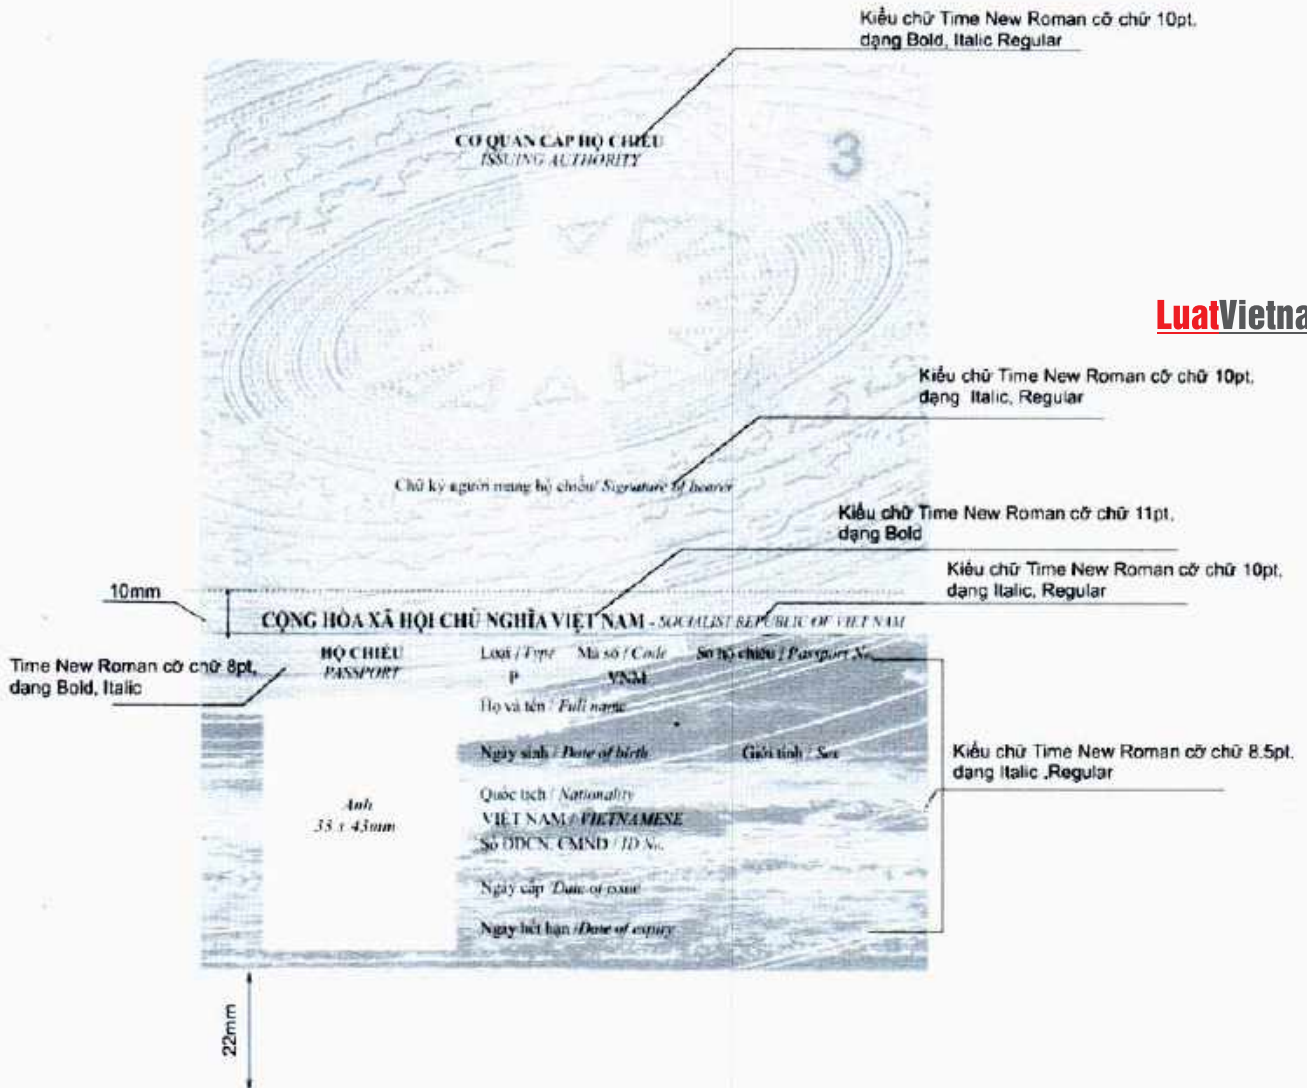 Kiểu chữ Time New Roman cỡ chữ 10pt,
dạng Bold, Italic Regular
CƠ QUAN CẤP HỘ CHIẾU
ISSUING AUTHORITY
3
LuatVietna
Kiểu chữ Time New Roman cỡ chữ 10pt,
dạng Italic, Regular
Chữ ký người mang hộ chiếu/ Signature of bearer
Kiểu chữ Time New Roman cỡ chữ 11pt,
dạng Bold
Kiểu chữ Time New Roman cỡ chữ 10pt,
dạng Italic, Regular
10mm
CỘNG HÒA XÃ HỘI CHỦ NGHĨA VIỆT NAM - SOCIALIST REPUBLIC OF VIET NAM
Time New Roman cỡ chữ 8pt,
dang Bold, Italic
HỘ CHIẾU
PASSPORT
Loại / Type Mã số / Code Số hộ chiếu / Passport No.
P VNM
Họ và tên / Full name
Ngày sinh / Date of birth Giới tính / Sex
Kiểu chữ Time New Roman cỡ chữ 8.5pt,
dạng Italic ,Regular
Ảnh
35 x 43mm
Quốc tịch / Nationality
VIỆT NAM / VIETNAMESE
Số ĐDCN, CMND / ID No.
Ngày cấp /Date of issue
Ngày hết hạn /Date of expiry
22mm